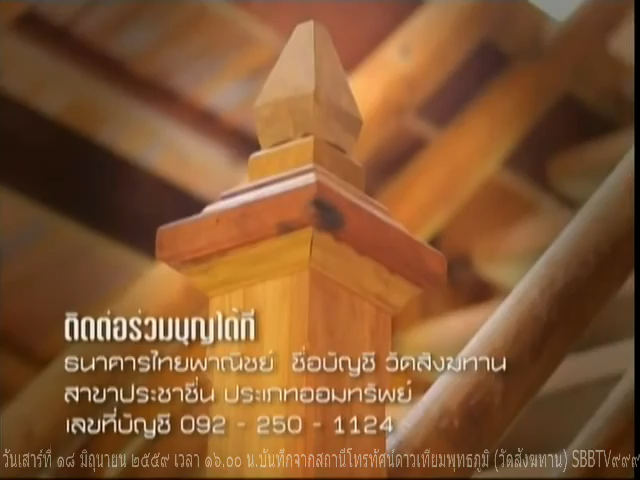 ติดต่อร่วมบุญได้ที่
ธนาคารไทยพาณิชย์ ชื่อบัญชี วัดสังฆทาน
สาขาประชาชื่น ประเภทออมทรัพย์
เลขที่บัญชี 092 - 250 - 1124
วันเสาร์ที่ ๑๘ มิถุนายน ๒๕๕๙ เวลา ๑๖.๐๐ น.บันทึกจากสถานีโทรทัศน์ดาวเทียมพุทธภูมิ (วัดสังฆทาน) SBBTV๙๙๙